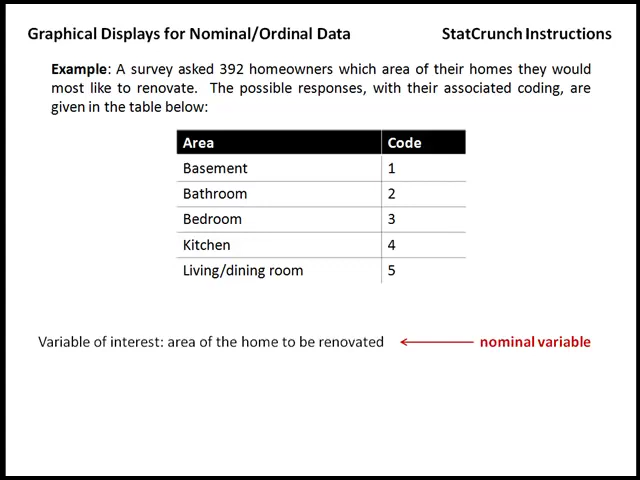 Graphical Displays for Nominal/Ordinal Data StatCrunch Instructions
Example: A survey asked 392 homeowners which area of their homes they would
most like to renovate. The possible responses, with their associated coding, are
given in the table below:
Area Code
Basement 1
Bathroom 2
Bedroom 3
Kitchen 4
Living/dining room 5
Variable of interest: area of the home to be renovated nominal variable